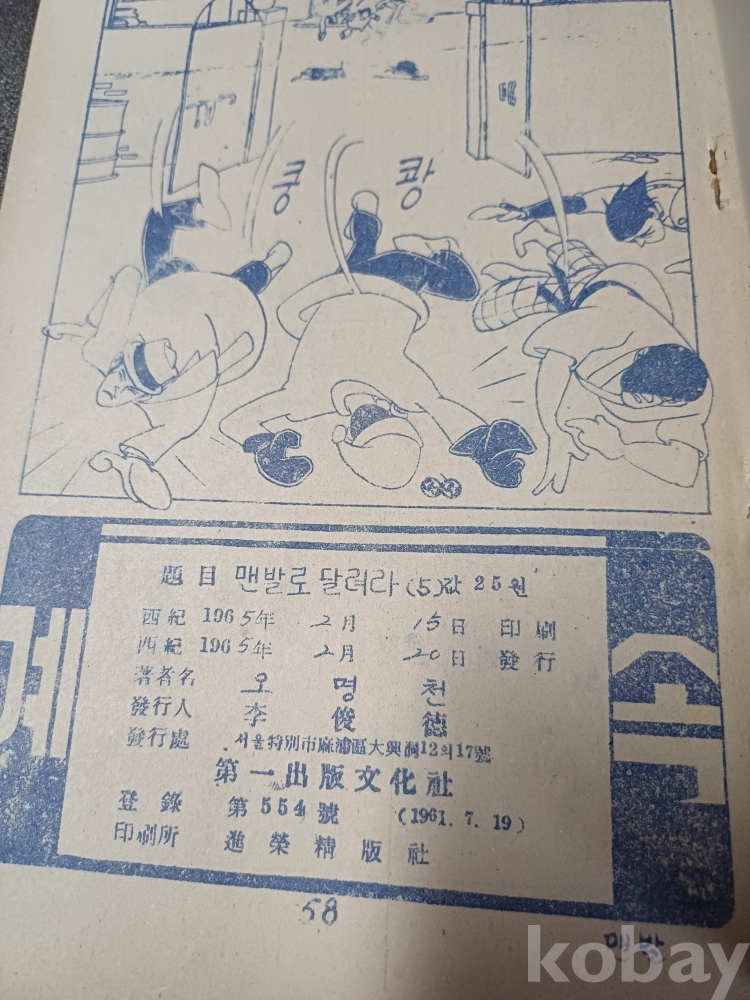 쿵
쾅
題目 맨발로 달려라 (5) 값 25원
西紀 1965年 2月 15日 印刷
西紀 1965年 2月 20日 發行
著者名 오명천
發行人 李俊德
發行處 서울特別市麻浦區大興洞12의17號
第一出版文化社
登錄 第554號 (1961.7.19)
印刷所 進榮精版社
계
소
58
맨발
kobay